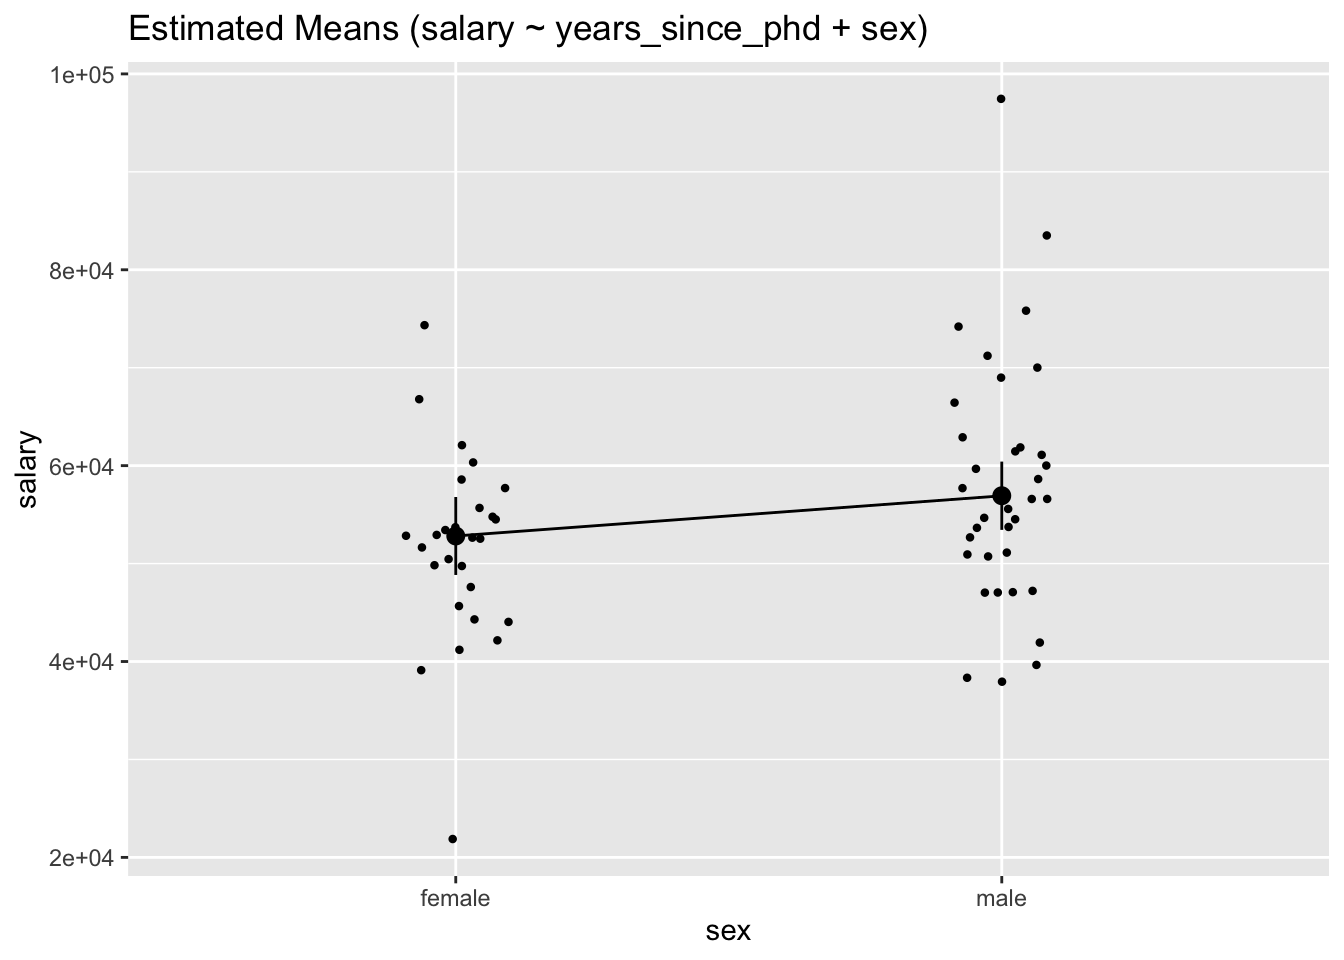 Estimated Means (salary ~ years_since_phd + sex)
1e+05
8e+04
6e+04
4e+04
2e+04
salary
female
male
sex